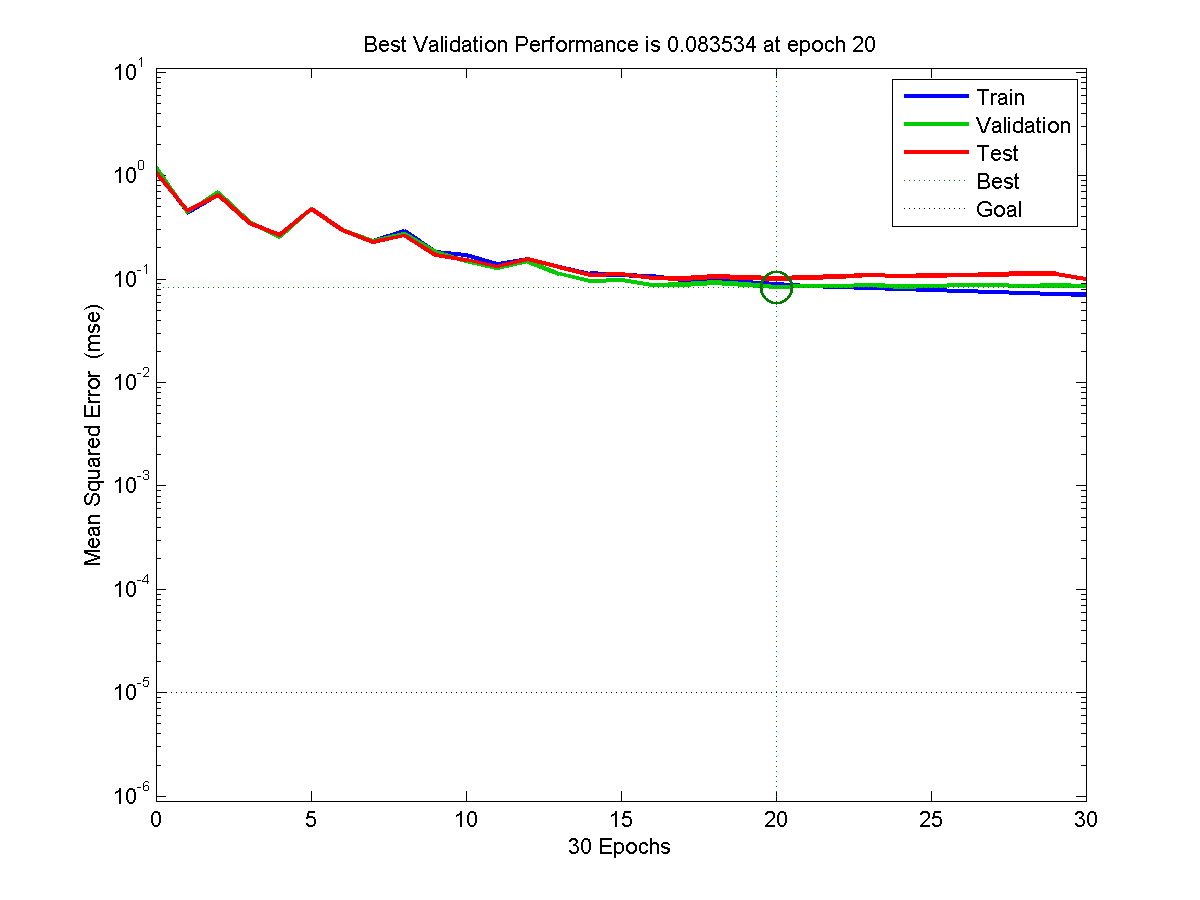 Best Validation Performance is 0.083534 at epoch 20
Mean Squared Error (mse)
10^1
10^0
10^-1
10^-2
10^-3
10^-4
10^-5
10^-6
Train
Validation
Test
Best
Goal
0 5 10 15 20 25 30
30 Epochs